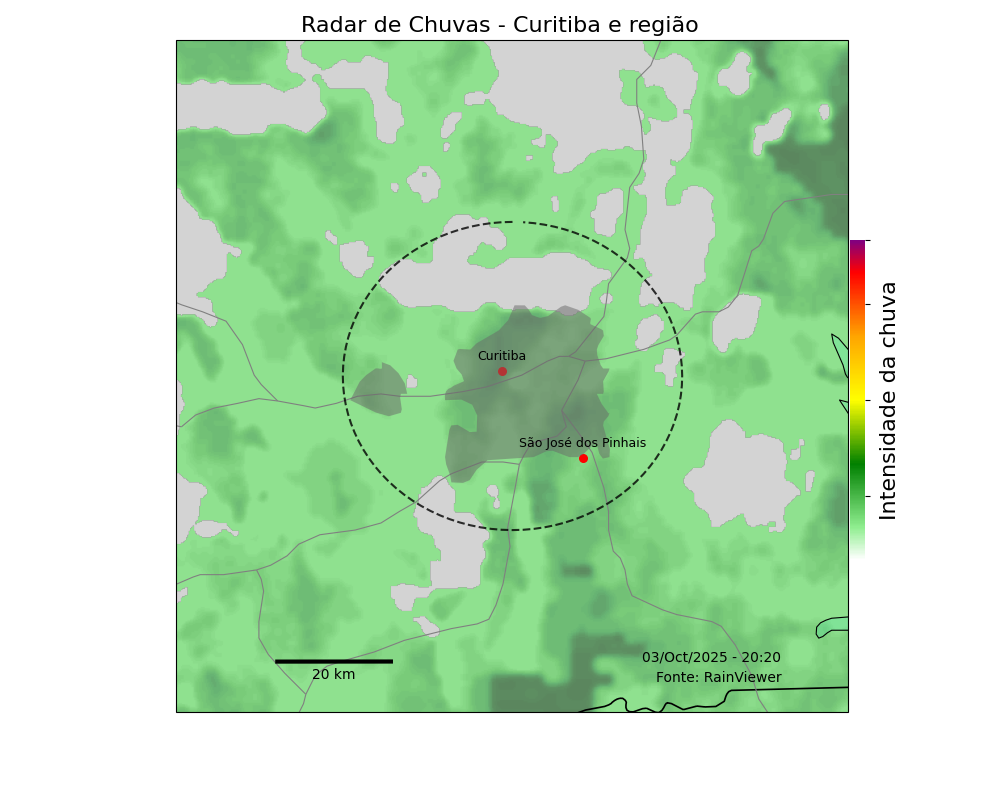 Radar de Chuvas - Curitiba e região
Curitiba
São José dos Pinhais
Intensidade da chuva
03/Oct/2025 - 20:20
Fonte: RainViewer
20 km